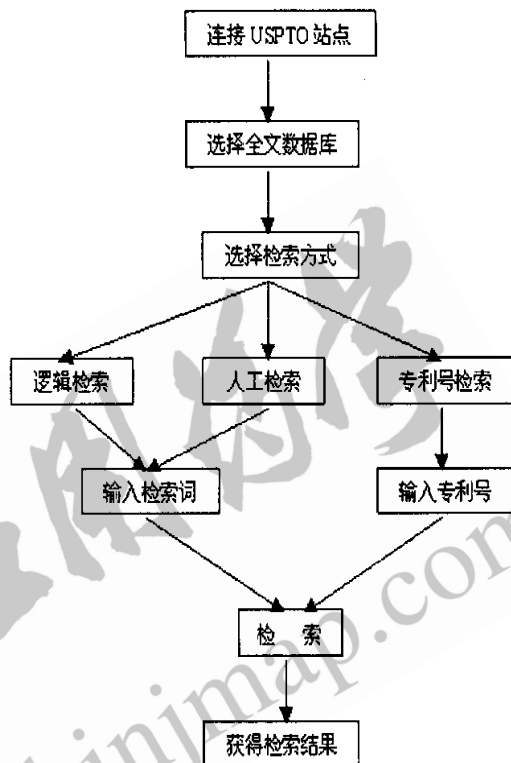 连接 USPTO 站点
选择全文数据库
选择检索方式
逻辑检索
人工检索
专利号检索
输入检索词
输入专利号
检 索
获得检索结果